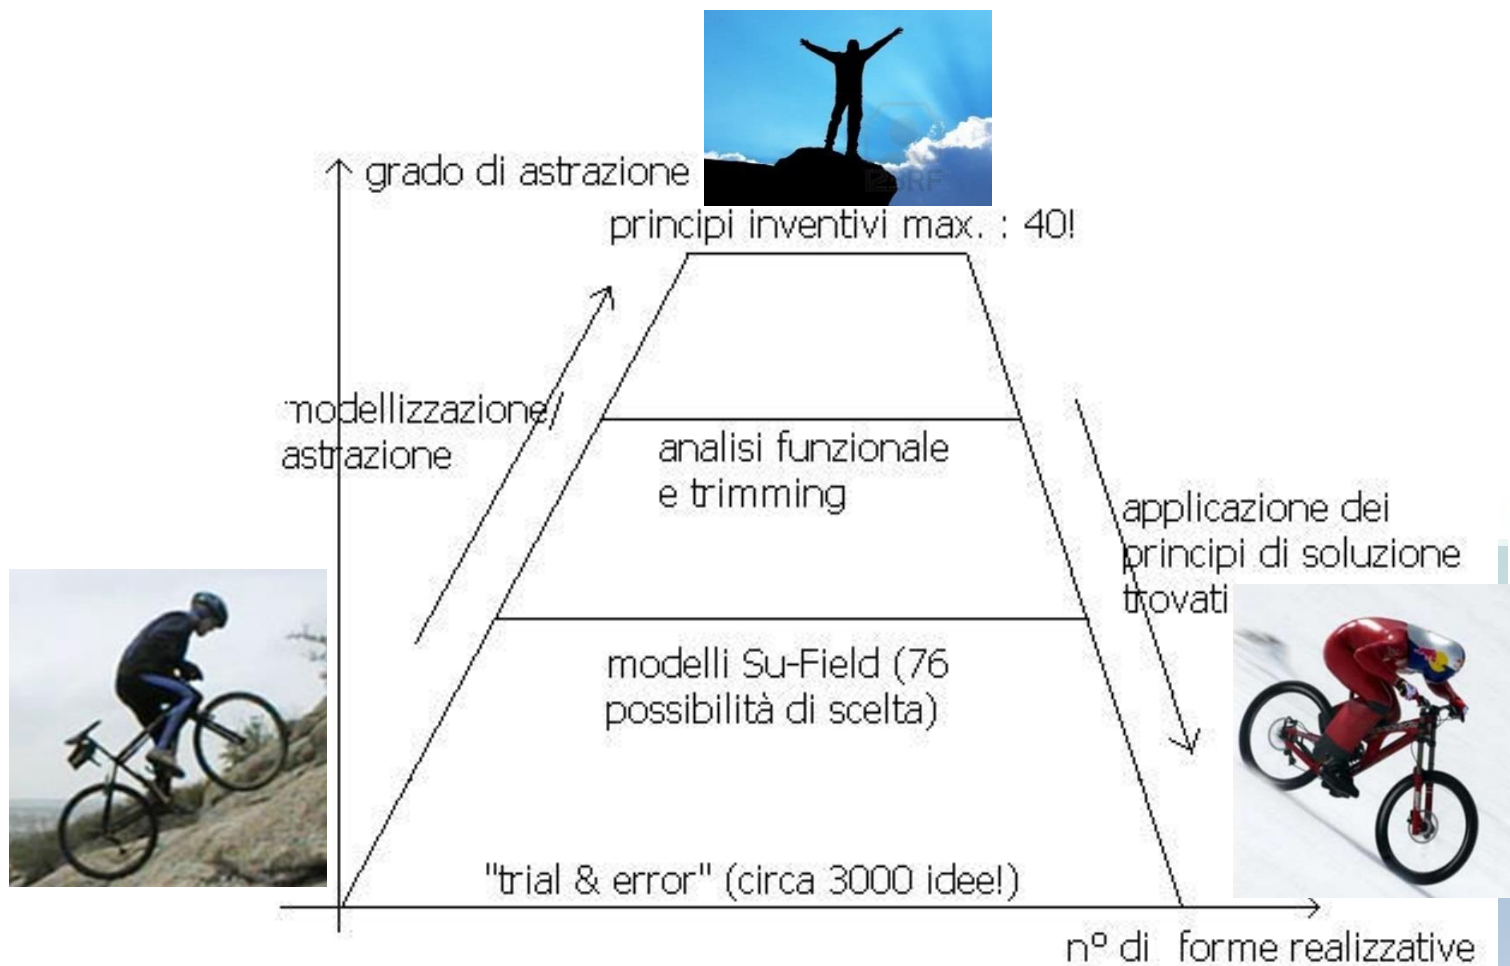 grado di astrazione
principi inventivi max. : 40!
modellizzazione/
astrazione
analisi funzionale
e trimming
applicazione dei
principi di soluzione
trovati
modelli Su-Field (76
possibilità di scelta)
"trial & error" (circa 3000 idee!)
nº di forme realizzative